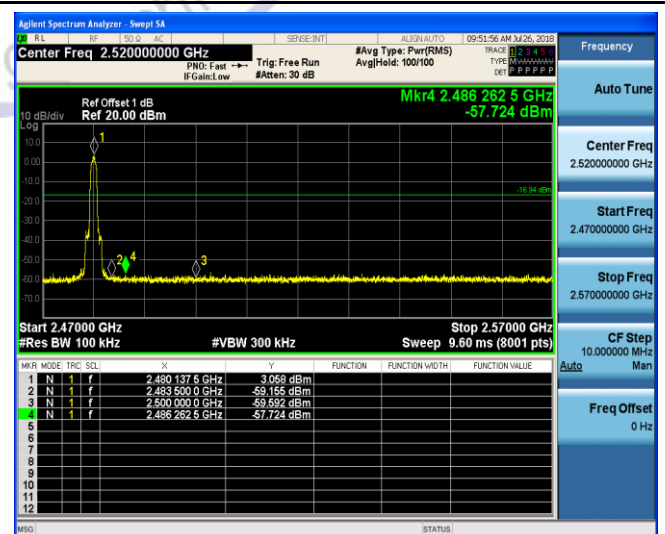 Agilent Spectrum Analyzer - Swept SA
RL RF 50 Ω AC SENSE:INT ALIGN AUTO 09:51:56 AM Jul 26, 2018
Center Freq 2.520000000 GHz
PNO: Fast
IFGain:Low
Trig: Free Run
#Atten: 30 dB
#Avg Type: Pwr(RMS)
Avg|Hold: 100/100
TRACE 1 2 3 4 5 6
TYPE M
DET P P P P P P
Frequency
Auto Tune
Center Freq
2.520000000 GHz
Start Freq
2.470000000 GHz
Stop Freq
2.570000000 GHz
CF Step
10.000000 MHz
Auto Man
Freq Offset
0 Hz
Mkr4 2.486 262 5 GHz
-57.724 dBm
Ref Offset 1 dB
10 dB/div Ref 20.00 dBm
Log
10.0
0.00
-10.0
-20.0
-30.0
-40.0
-50.0
-60.0
-70.0
1
2 4 3
-16.94 dBm
Start 2.47000 GHz Stop 2.57000 GHz
#Res BW 100 kHz #VBW 300 kHz Sweep 9.60 ms (8001 pts)
MKR MODE TRC SCL X Y FUNCTION FUNCTION WIDTH FUNCTION VALUE
1 N 1 f 2.480 137 5 GHz 3.058 dBm
2 N 1 f 2.483 500 0 GHz -59.155 dBm
3 N 1 f 2.500 000 0 GHz -59.592 dBm
4 N 1 f 2.486 262 5 GHz -57.724 dBm
5
6
7
8
9
10
11
12
MSG STATUS